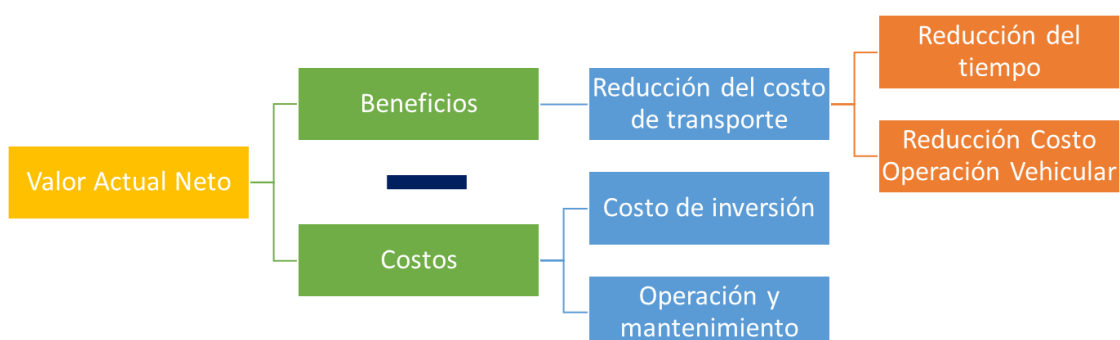 Valor Actual Neto
Beneficios
Costos
Reducción del costo
de transporte
Costo de inversión
Operación y
mantenimiento
Reducción del
tiempo
Reducción Costo
Operación Vehicular